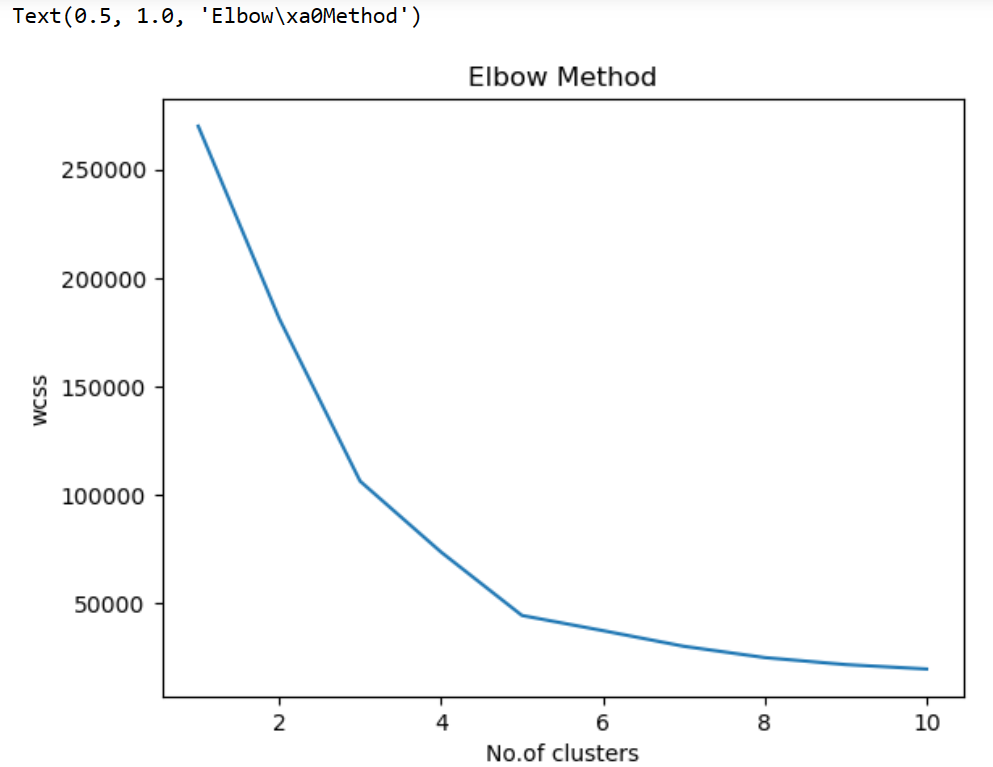 Text(0.5, 1.0, 'Elbow\xa0Method')
Elbow Method
250000
200000
150000
100000
50000
wcss
2 4 6 8 10
No.of clusters